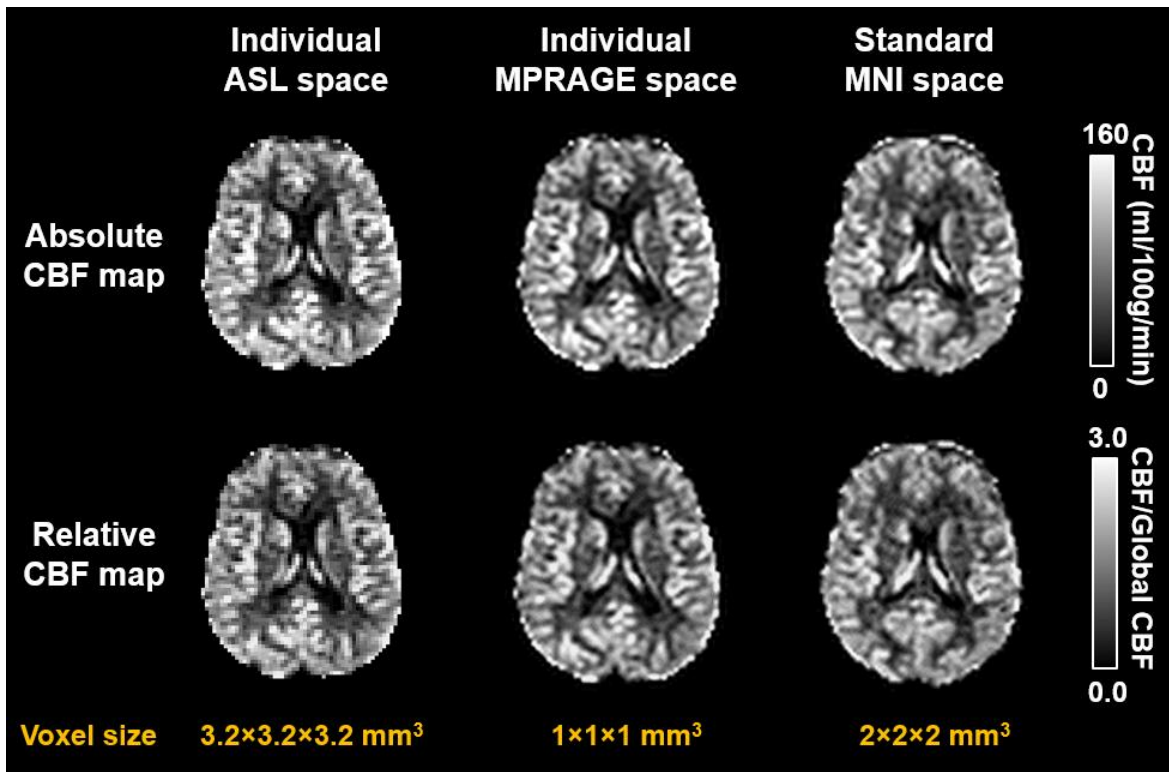 Individual
ASL space
Individual
MPRAGE space
Standard
MNI space
Absolute
CBF map
160
CBF (ml/100g/min)
0
Relative
CBF map
3.0
CBF/Global CBF
0.0
Voxel size
3.2×3.2×3.2 mm³
1×1×1 mm³
2×2×2 mm³